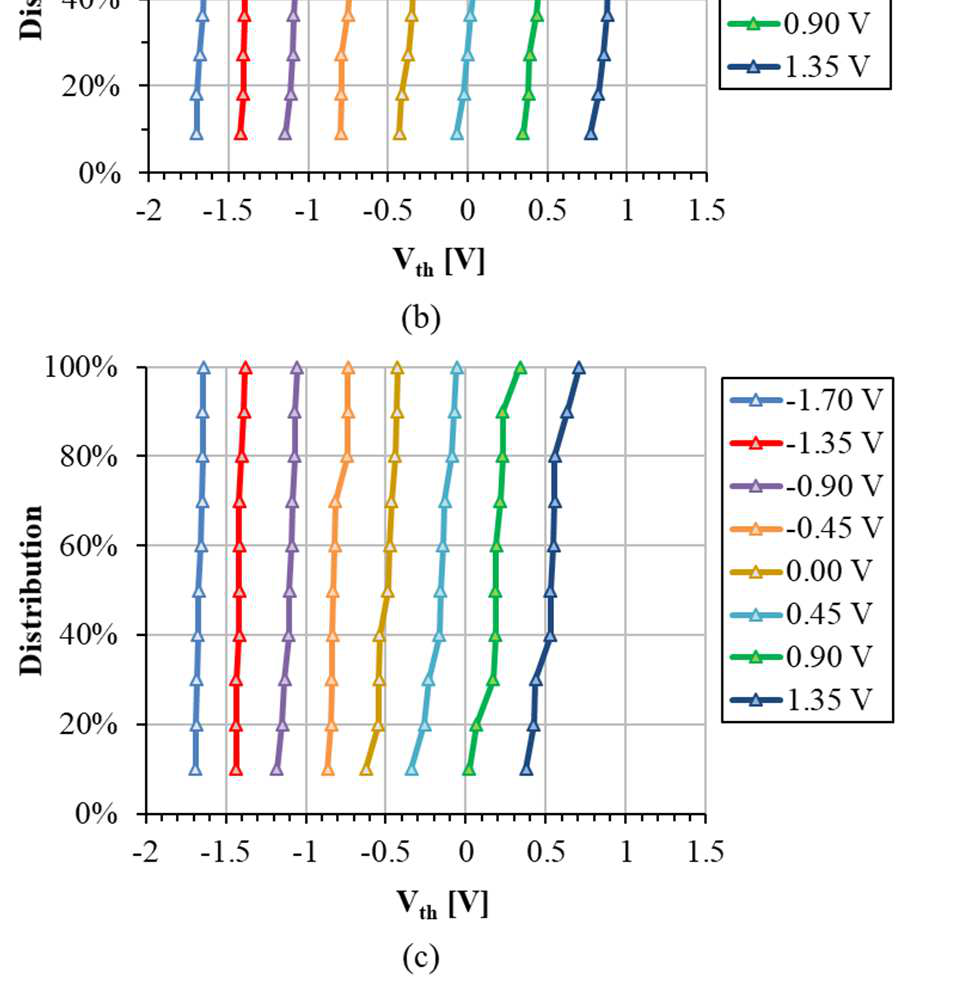 Dis
40%
20%
0%
-2 -1.5 -1 -0.5 0 0.5 1 1.5
Vth [V]
0.90 V
1.35 V
(b)
Distribution
100%
80%
60%
40%
20%
0%
-2 -1.5 -1 -0.5 0 0.5 1 1.5
Vth [V]
-1.70 V
-1.35 V
-0.90 V
-0.45 V
0.00 V
0.45 V
0.90 V
1.35 V
(c)